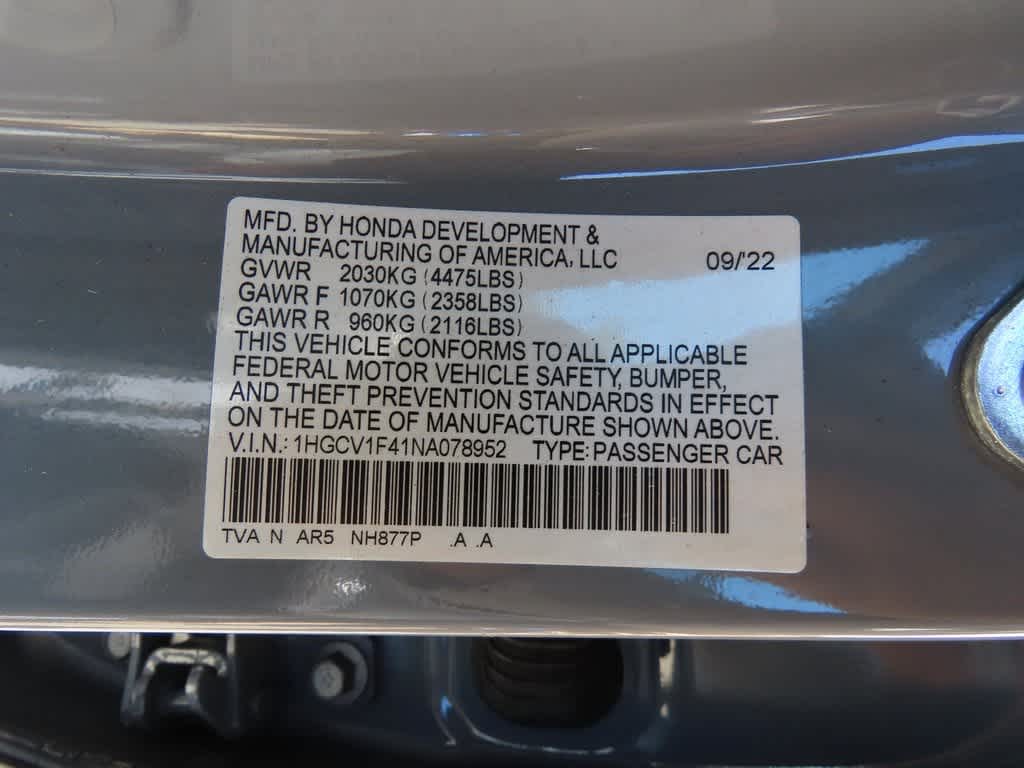 MFD. BY HONDA DEVELOPMENT &
MANUFACTURING OF AMERICA, LLC 09/'22
GVWR 2030KG (4475LBS)
GAWR F 1070KG (2358LBS)
GAWR R 960KG (2116LBS)
THIS VEHICLE CONFORMS TO ALL APPLICABLE
FEDERAL MOTOR VEHICLE SAFETY, BUMPER,
AND THEFT PREVENTION STANDARDS IN EFFECT
ON THE DATE OF MANUFACTURE SHOWN ABOVE.
V.I.N.: 1HGCV1F41NA078952 TYPE: PASSENGER CAR
TVA N AR5 NH877P .A .A